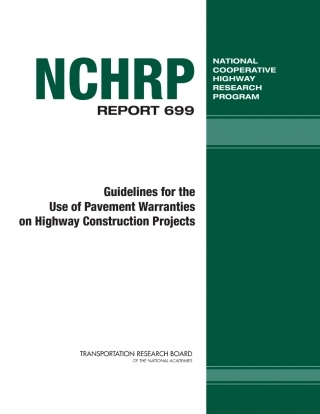 NCHRP
REPORT 699
NATIONAL
COOPERATIVE
HIGHWAY
RESEARCH
PROGRAM
Guidelines for the
Use of Pavement Warranties
on Highway Construction Projects
TRANSPORTATION RESEARCH BOARD
OF THE NATIONAL ACADEMIES